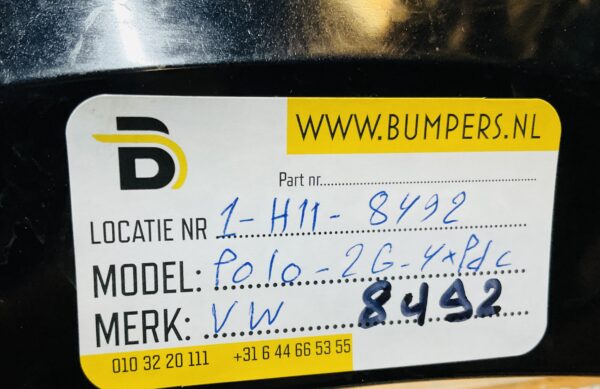 WWW.BUMPERS.NL
Part nr.
LOCATIE NR 1-H11-8492
MODEL: Polo-2G-4xPdc
MERK: VW 8492
010 32 20 111 +31 6 44 66 53 55